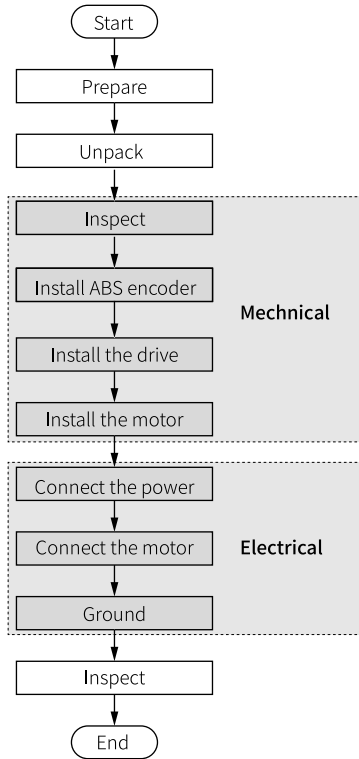 Start
Prepare
Unpack
Inspect
Install ABS encoder
Mechnical
Install the drive
Install the motor
Connect the power
Connect the motor
Electrical
Ground
Inspect
End